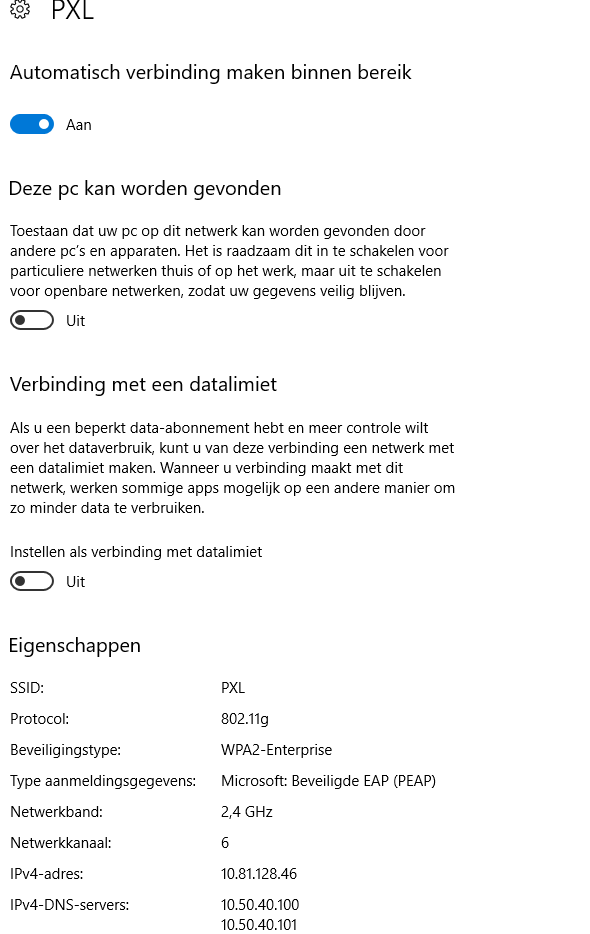 PXL
Automatisch verbinding maken binnen bereik
Aan
Deze pc kan worden gevonden
Toestaan dat uw pc op dit netwerk kan worden gevonden door
andere pc's en apparaten. Het is raadzaam dit in te schakelen voor
particuliere netwerken thuis of op het werk, maar uit te schakelen
voor openbare netwerken, zodat uw gegevens veilig blijven.
Uit
Verbinding met een datalimiet
Als u een beperkt data-abonnement hebt en meer controle wilt
over het dataverbruik, kunt u van deze verbinding een netwerk met
een datalimiet maken. Wanneer u verbinding maakt met dit
netwerk, werken sommige apps mogelijk op een andere manier om
zo minder data te verbruiken.
Instellen als verbinding met datalimiet
Uit
Eigenschappen
SSID: PXL
Protocol: 802.11g
Beveiligingstype: WPA2-Enterprise
Type aanmeldingsgegevens: Microsoft: Beveiligde EAP (PEAP)
Netwerkband: 2,4 GHz
Netwerkkanaal: 6
IPv4-adres: 10.81.128.46
IPv4-DNS-servers: 10.50.40.100
10.50.40.101